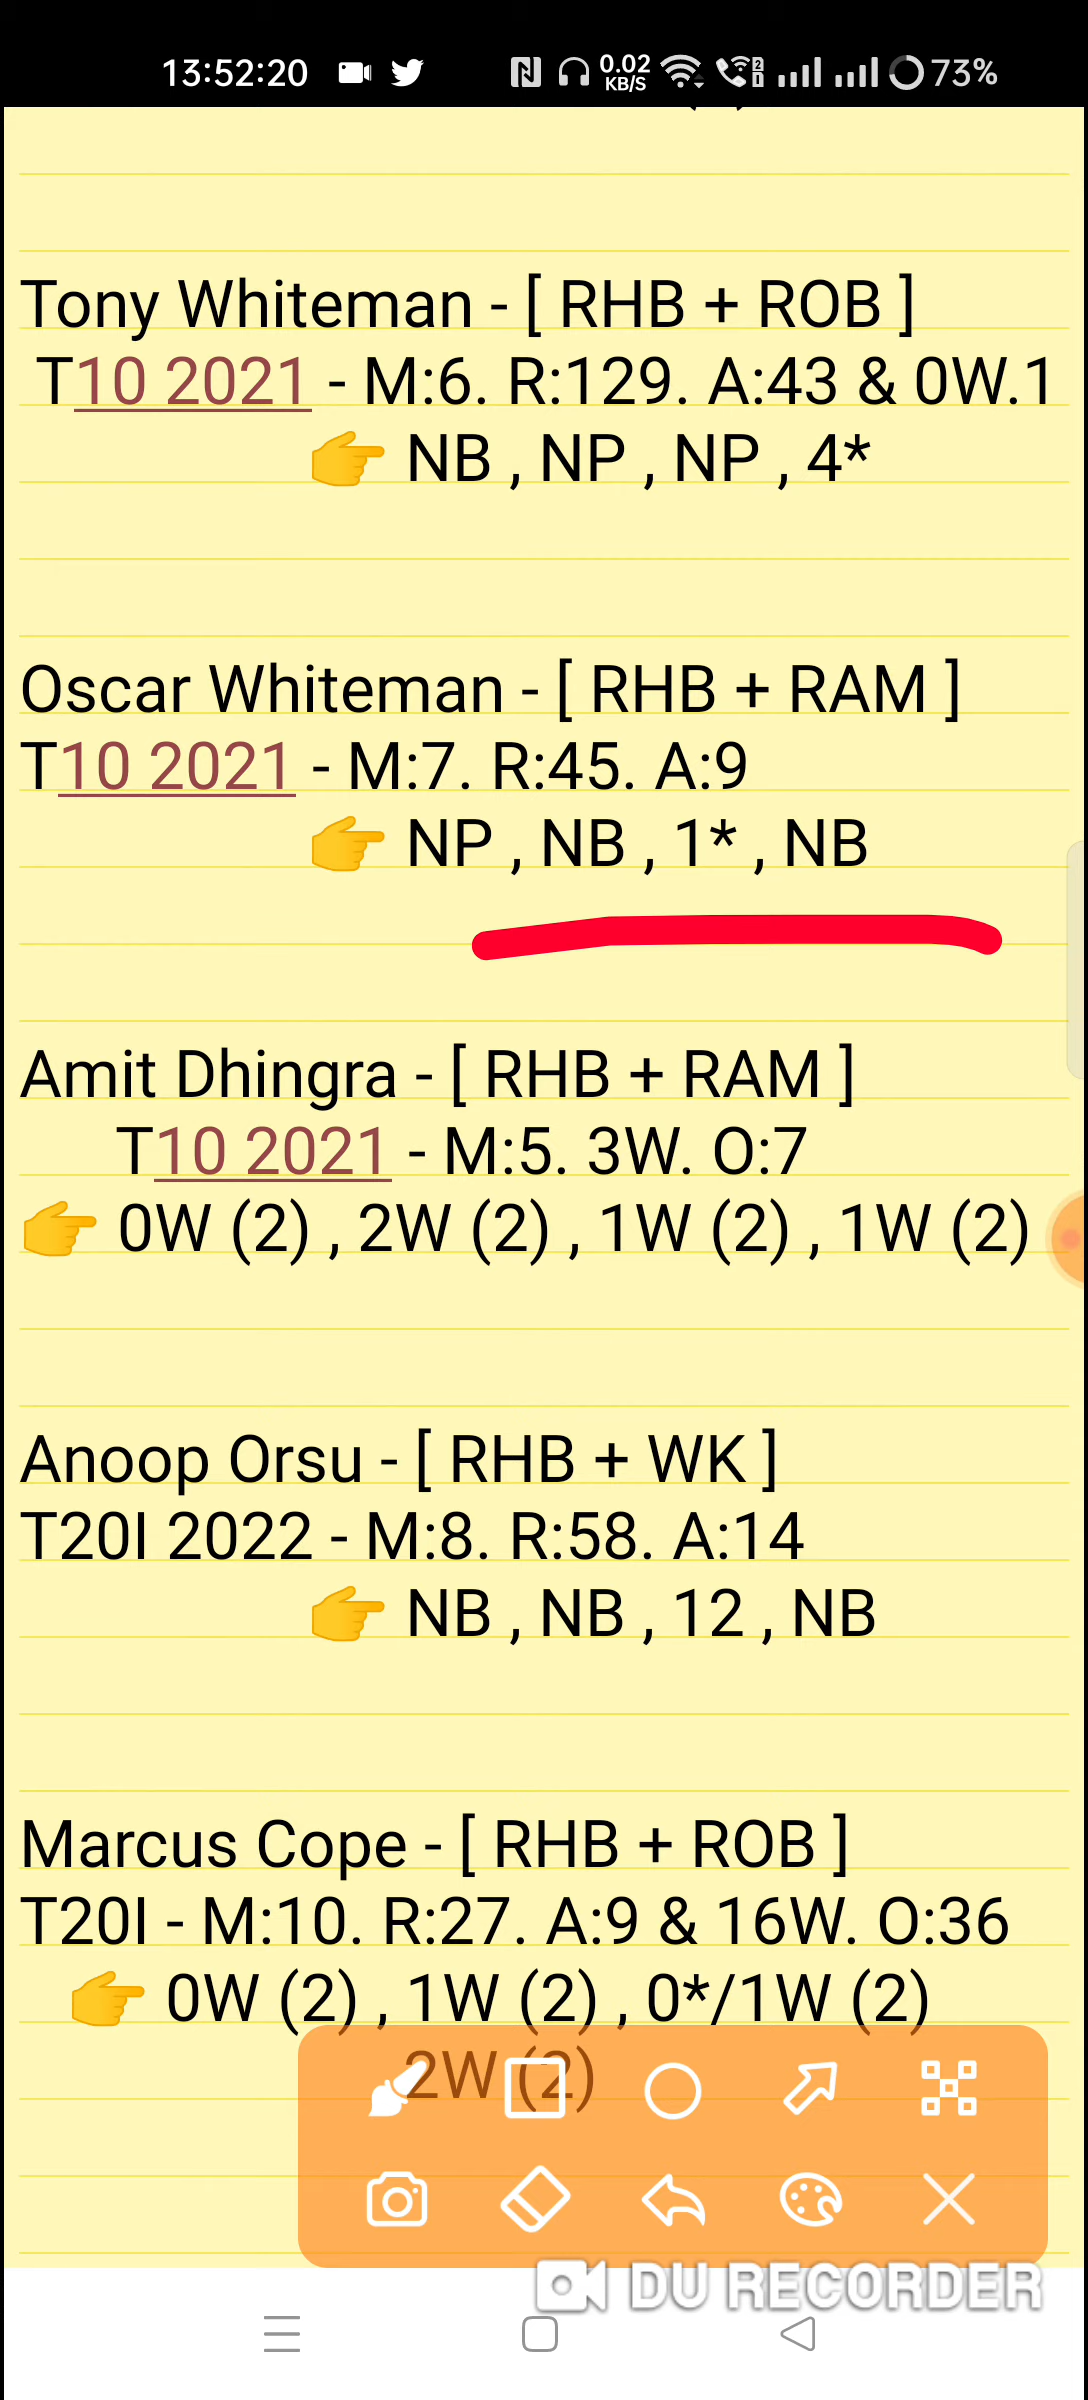 13:52:20 0.02 KB/S 73%
Tony Whiteman - [ RHB + ROB ]
T10 2021 - M:6. R:129. A:43 & 0W.1
👉 NB , NP , NP , 4*
Oscar Whiteman - [ RHB + RAM ]
T10 2021 - M:7. R:45. A:9
👉 NP , NB , 1* , NB
Amit Dhingra - [ RHB + RAM ]
T10 2021 - M:5. 3W. O:7
👉 0W (2) , 2W (2) , 1W (2) , 1W (2)
Anoop Orsu - [ RHB + WK ]
T20I 2022 - M:8. R:58. A:14
👉 NB , NB , 12 , NB
Marcus Cope - [ RHB + ROB ]
T20I - M:10. R:27. A:9 & 16W. O:36
👉 0W (2) , 1W (2) , 0*/1W (2)
2W (2)
DU RECORDER